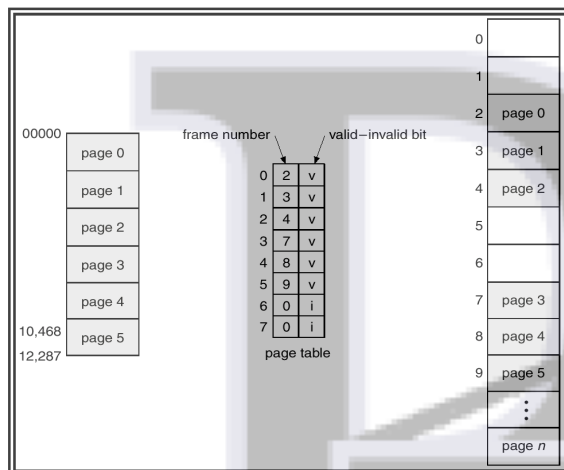 00000
page 0
page 1
page 2
page 3
page 4
page 5
10,468
12,287
frame number
valid–invalid bit
0 2 v
1 3 v
2 4 v
3 7 v
4 8 v
5 9 v
6 0 i
7 0 i
page table
0
1
2 page 0
3 page 1
4 page 2
5
6
7 page 3
8 page 4
9 page 5
page n